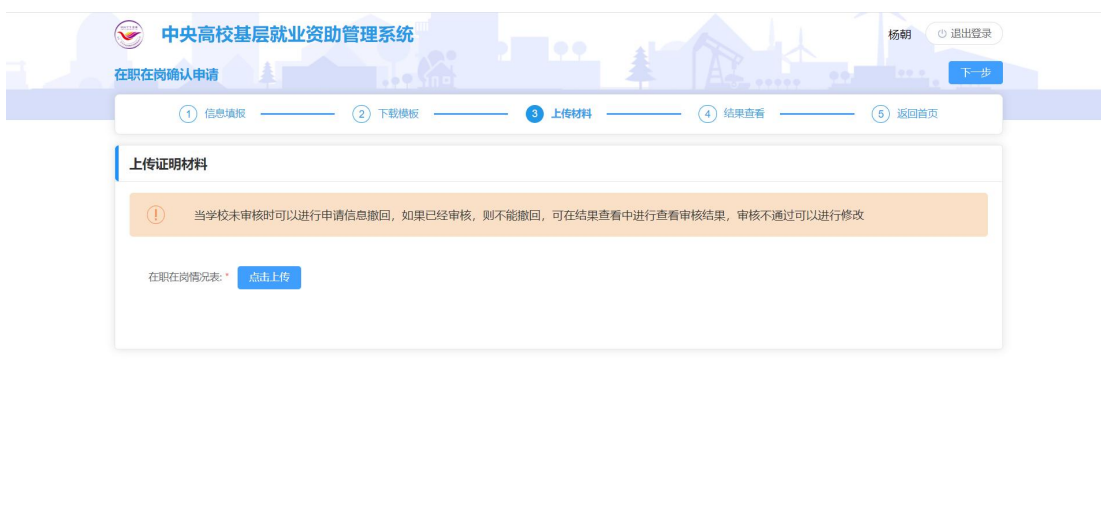 中央高校基层就业资助管理系统
杨朝 退出登录
在职在岗确认申请 下一步
1 信息填报 2 下载模板 3 上传材料 4 结果查看 5 返回首页
上传证明材料
当学校未审核时可以进行申请信息撤回，如果已经审核，则不能撤回，可在结果查看中进行查看审核结果，审核不通过可以进行修改
在职在岗情况表: * 点击上传